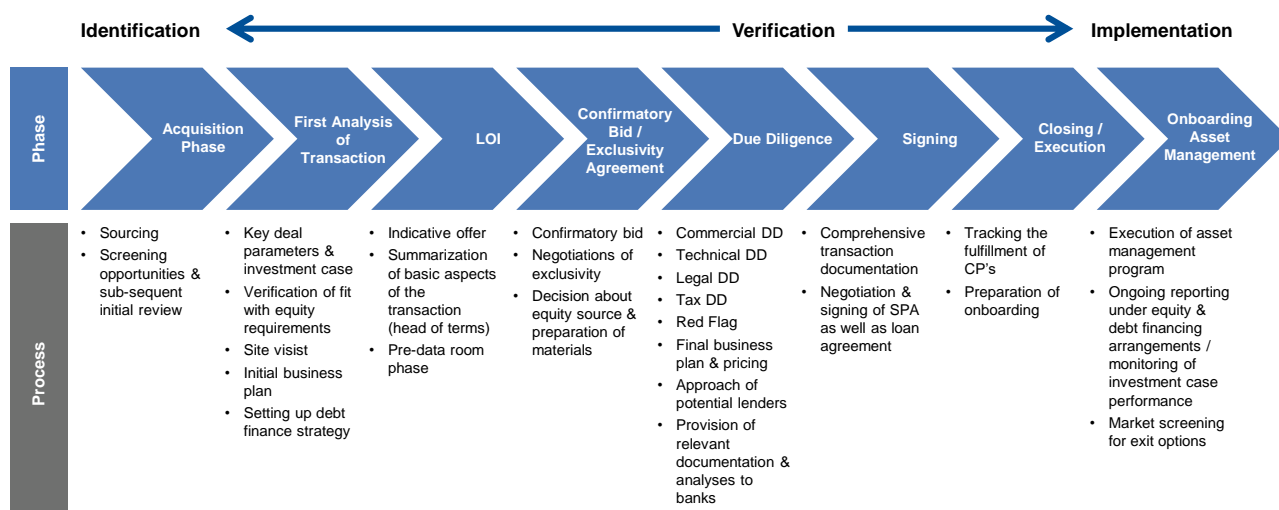 Identification
Verification
Implementation
Phase
Acquisition
Phase
First Analysis
of
Transaction
LOI
Confirmatory
Bid /
Exclusivity
Agreement
Due Diligence
Signing
Closing /
Execution
Onboarding
Asset
Management
Process
• Sourcing
• Screening
opportunities &
sub-sequent
initial review
• Key deal
parameters &
investment case
• Verification of fit
with equity
requirements
• Site visist
• Initial business
plan
• Setting up debt
finance strategy
• Indicative offer
• Summarization
of basic aspects
of the
transaction
(head of terms)
• Pre-data room
phase
• Confirmatory bid
• Negotiations of
exclusivity
• Decision about
equity source &
preparation of
materials
• Commercial DD
• Technical DD
• Legal DD
• Tax DD
• Red Flag
• Final business
plan & pricing
• Approach of
potential lenders
• Provision of
relevant
documentation &
analyses to
banks
• Comprehensive
transaction
documentation
• Negotiation &
signing of SPA
as well as loan
agreement
• Tracking the
fulfillment of
CP's
• Preparation of
onboarding
• Execution of asset
management
program
• Ongoing reporting
under equity &
debt financing
arrangements /
monitoring of
investment case
performance
• Market screening
for exit options